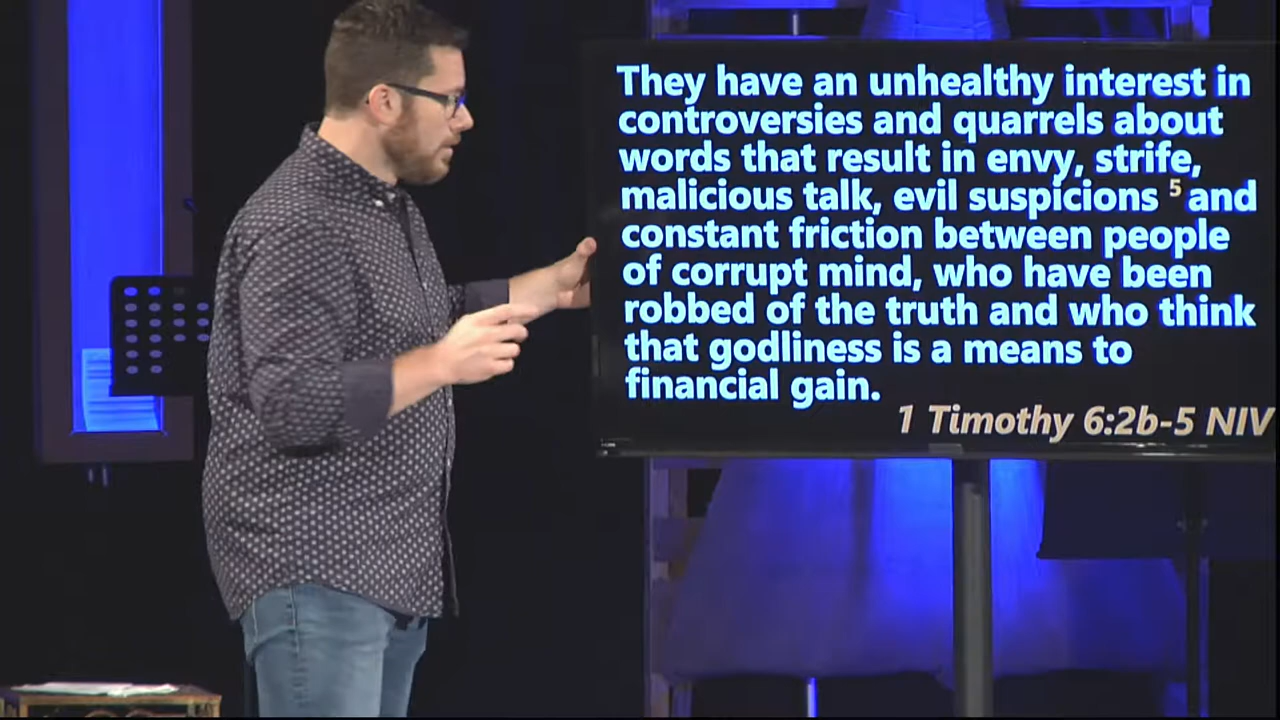 They have an unhealthy interest in
controversies and quarrels about
words that result in envy, strife,
malicious talk, evil suspicions 5 and
constant friction between people
of corrupt mind, who have been
robbed of the truth and who think
that godliness is a means to
financial gain.
1 Timothy 6:2b-5 NIV